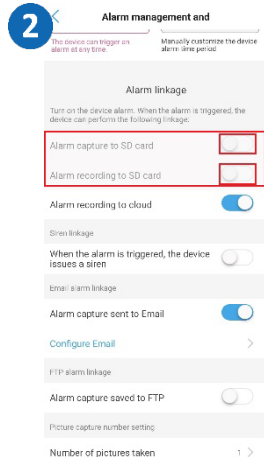 2
Alarm management and
The device can trigger an
alarm at any time.
Manually customize the device
alarm time period
Alarm linkage
Turn on the device alarm. When the alarm is triggered, the
device can perform the following linkage:
Alarm capture to SD card
Alarm recording to SD card
Alarm recording to cloud
Siren linkage
When the alarm is triggered, the device
issues a siren
Email alarm linkage
Alarm capture sent to Email
Configure Email
FTP alarm linkage
Alarm capture saved to FTP
Picture capture number setting
Number of pictures taken
1